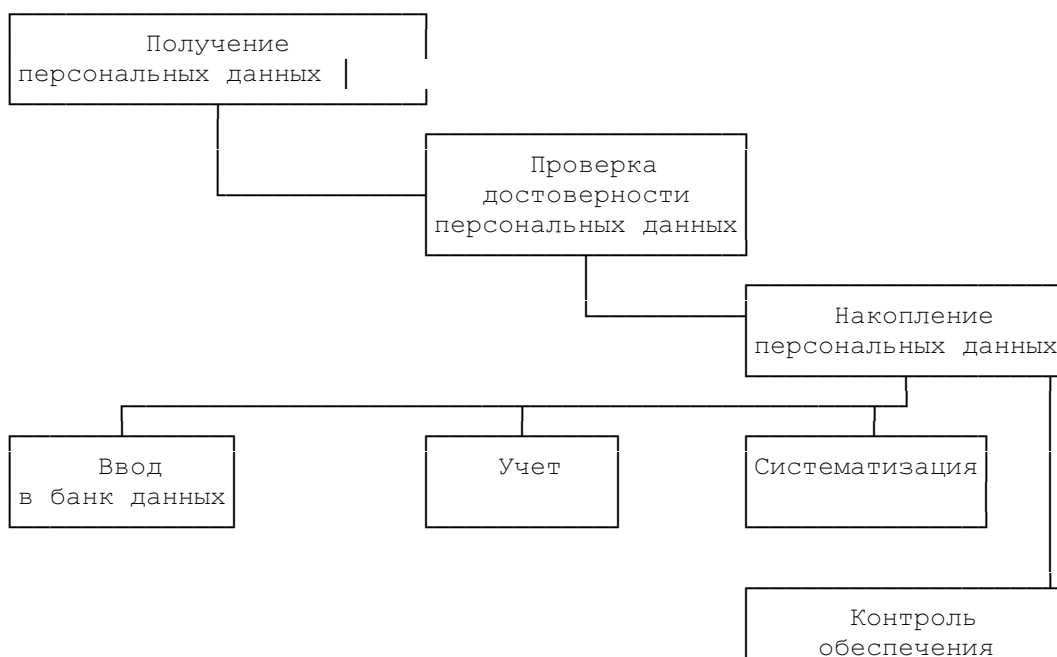 Получение
персональных данных
Проверка
достоверности
персональных данных
Накопление
персональных данных
Ввод
в банк данных
Учет
Систематизация
Контроль
обеспечения